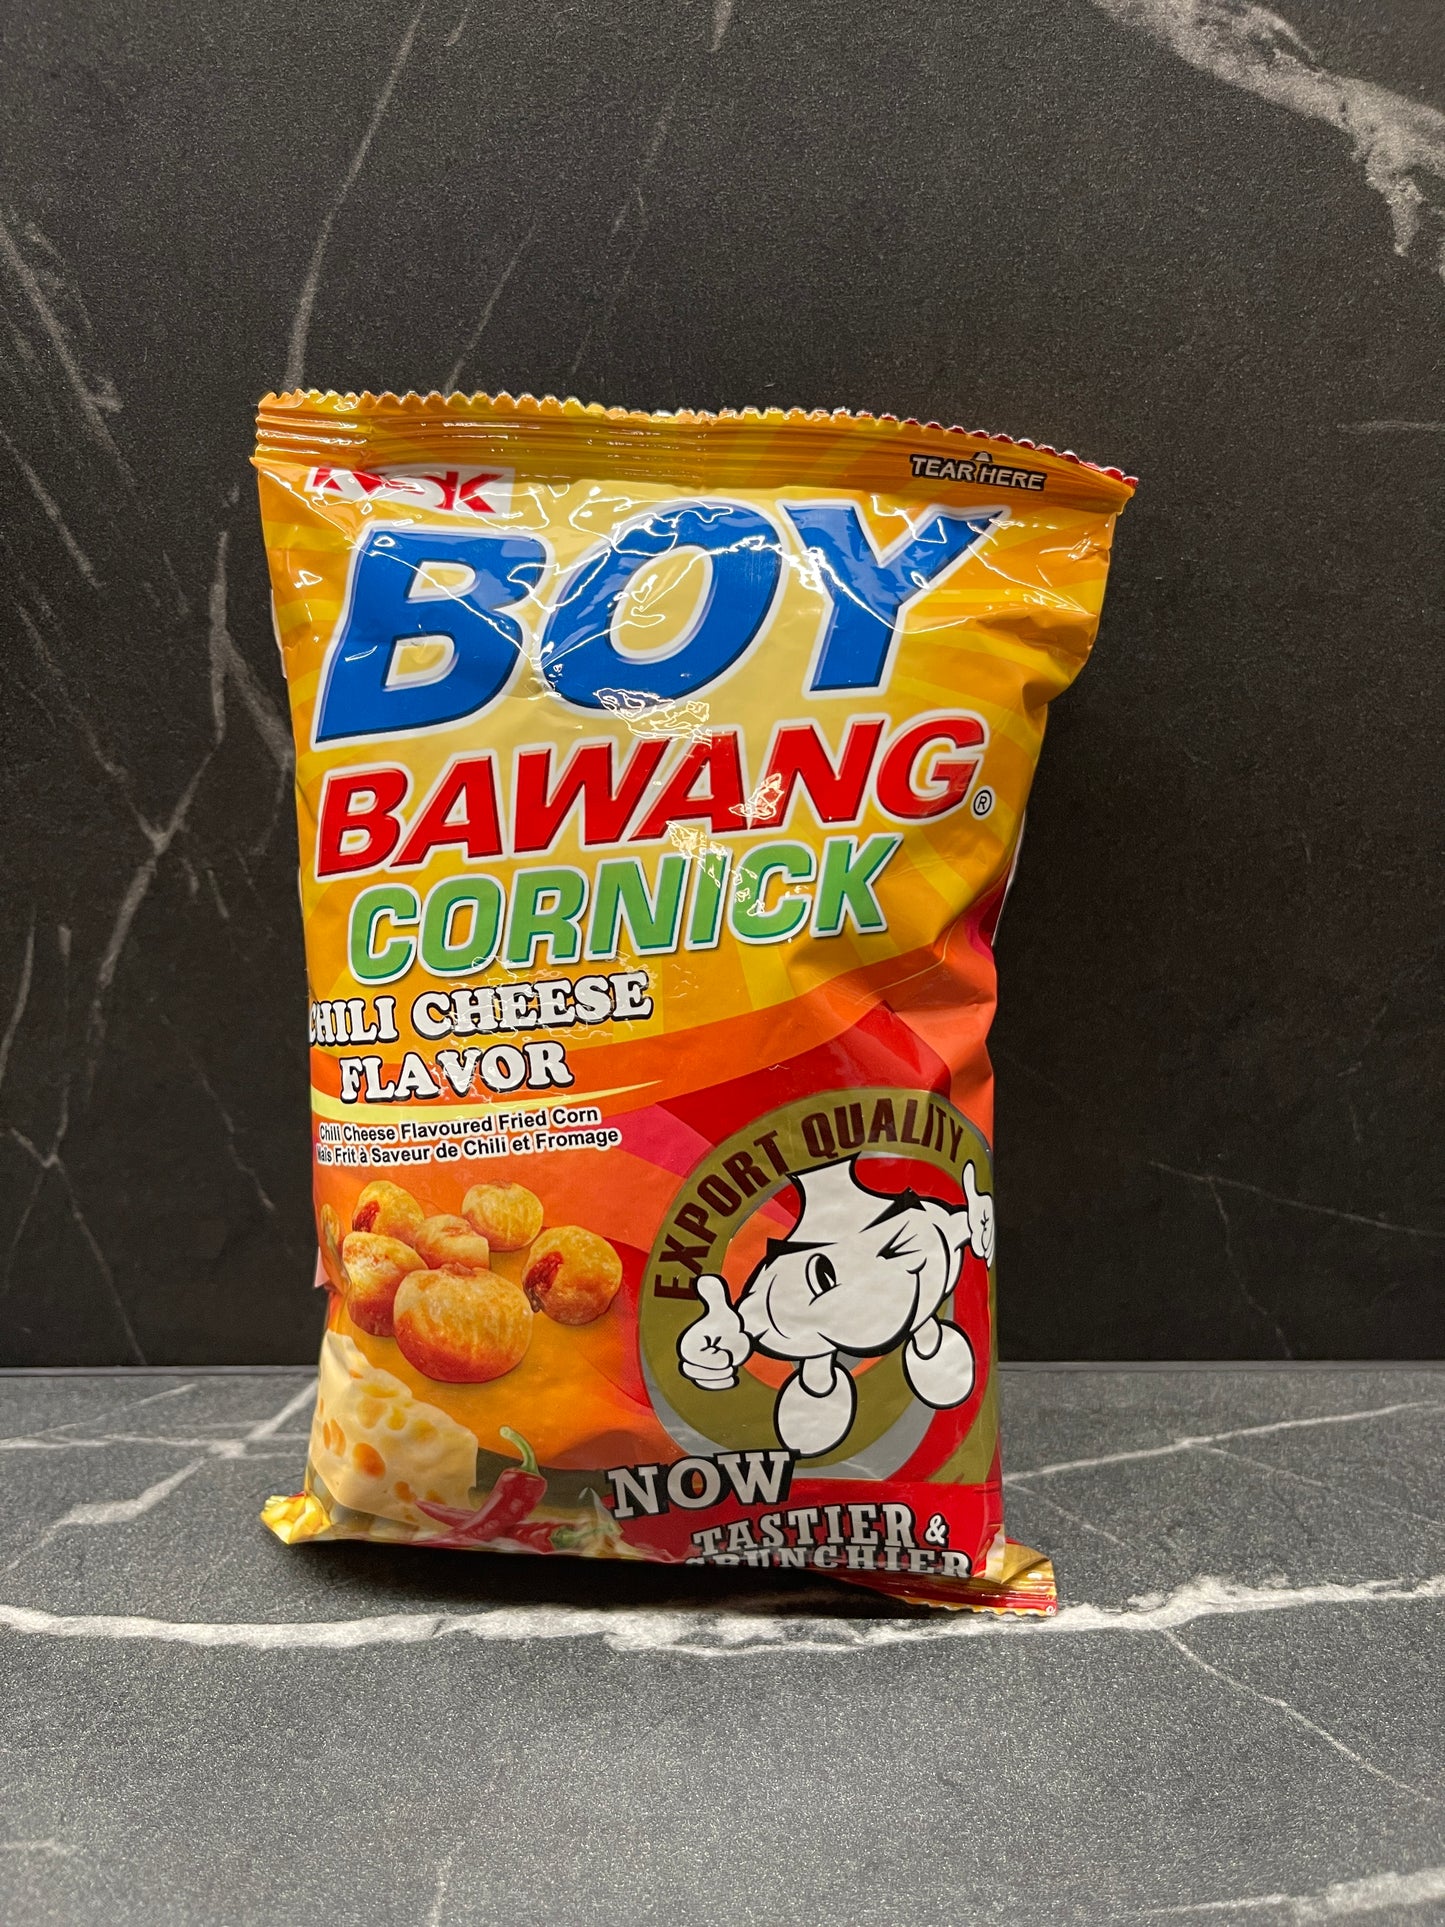 TEAR HERE
BOY
BAWANG®
CORNICK
CHILI CHEESE
FLAVOR
Chili Cheese Flavoured Fried Corn
Maïs Frit à Saveur de Chili et Fromage
EXPORT QUALITY
NOW
TASTIER &
CRUNCHIER